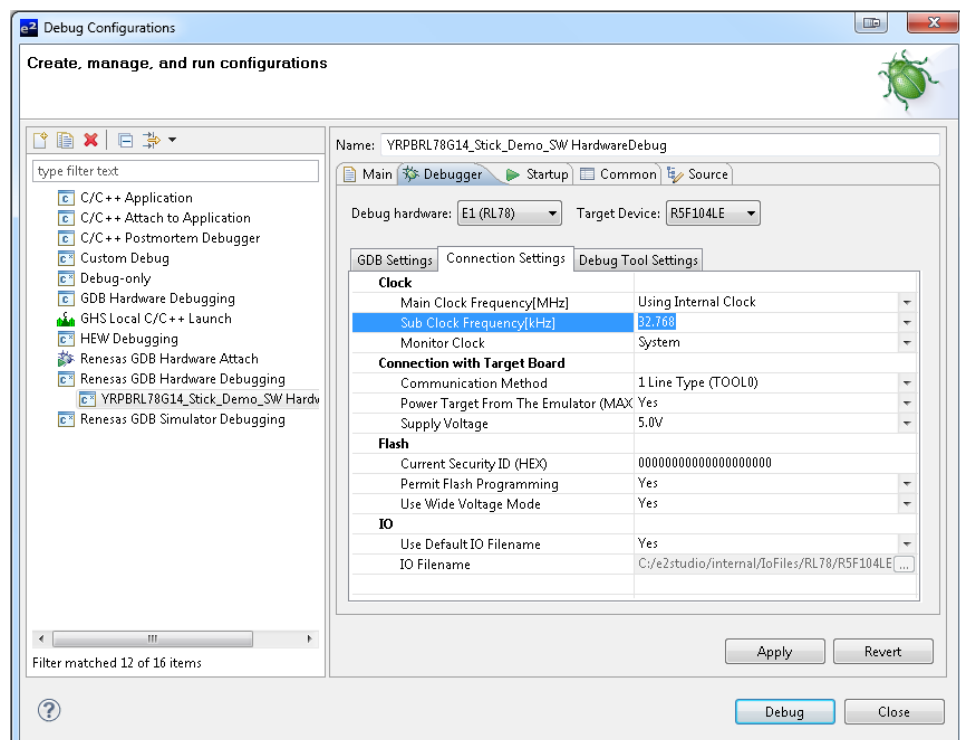 e² Debug Configurations
Create, manage, and run configurations
type filter text
C/C++ Application
C/C++ Attach to Application
C/C++ Postmortem Debugger
Custom Debug
Debug-only
GDB Hardware Debugging
GHS Local C/C++ Launch
HEW Debugging
Renesas GDB Hardware Attach
Renesas GDB Hardware Debugging
YRPBRL78G14_Stick_Demo_SW Hardw
Renesas GDB Simulator Debugging
Filter matched 12 of 16 items
Name: YRPBRL78G14_Stick_Demo_SW HardwareDebug
Main Debugger Startup Common Source
Debug hardware: E1 (RL78) Target Device: R5F104LE
GDB Settings Connection Settings Debug Tool Settings
Clock
Main Clock Frequency[MHz] Using Internal Clock
Sub Clock Frequency[kHz] 32.768
Monitor Clock System
Connection with Target Board
Communication Method 1 Line Type (TOOL0)
Power Target From The Emulator (MAX Yes
Supply Voltage 5.0V
Flash
Current Security ID (HEX) 00000000000000000000
Permit Flash Programming Yes
Use Wide Voltage Mode Yes
IO
Use Default IO Filename Yes
IO Filename C:/e2studio/internal/IoFiles/RL78/R5F104LE ...
Apply Revert
Debug Close